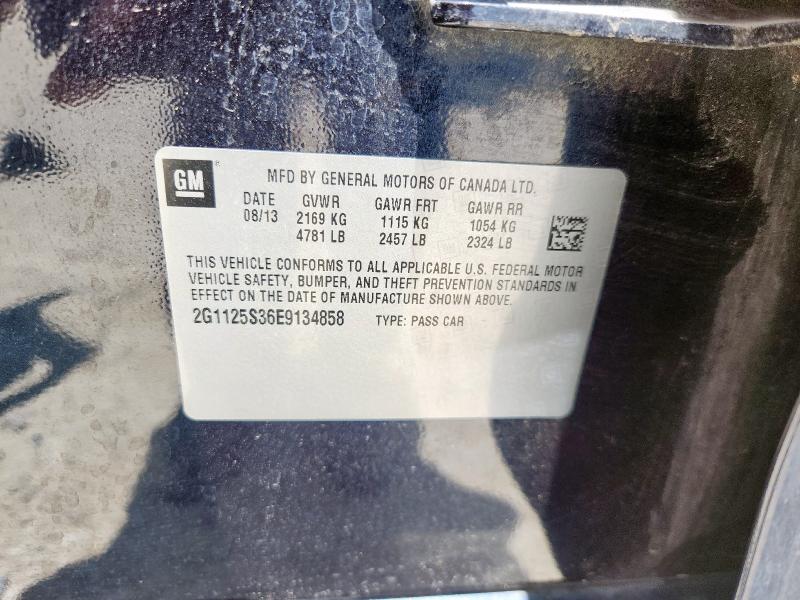 GM
MFD BY GENERAL MOTORS OF CANADA LTD.
DATE GVWR GAWR FRT GAWR RR
08/13 2169 KG 1115 KG 1054 KG
4781 LB 2457 LB 2324 LB
THIS VEHICLE CONFORMS TO ALL APPLICABLE U.S. FEDERAL MOTOR
VEHICLE SAFETY, BUMPER, AND THEFT PREVENTION STANDARDS IN
EFFECT ON THE DATE OF MANUFACTURE SHOWN ABOVE.
2G1125S36E9134858 TYPE: PASS CAR